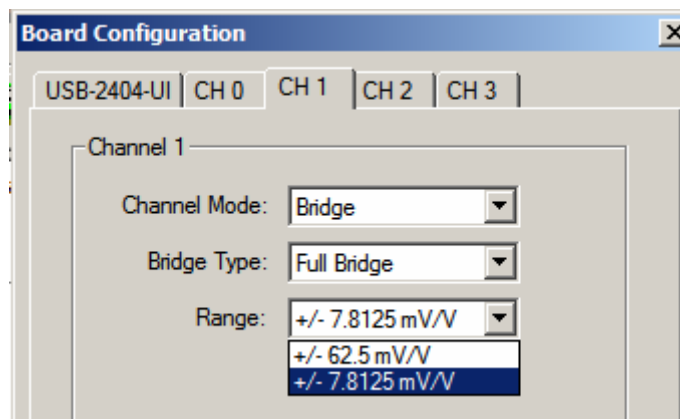 Board Configuration
USB-2404-UI CH 0 CH 1 CH 2 CH 3
Channel 1
Channel Mode: Bridge
Bridge Type: Full Bridge
Range: +/- 7.8125 mV/V
+/- 62.5 mV/V
+/- 7.8125 mV/V